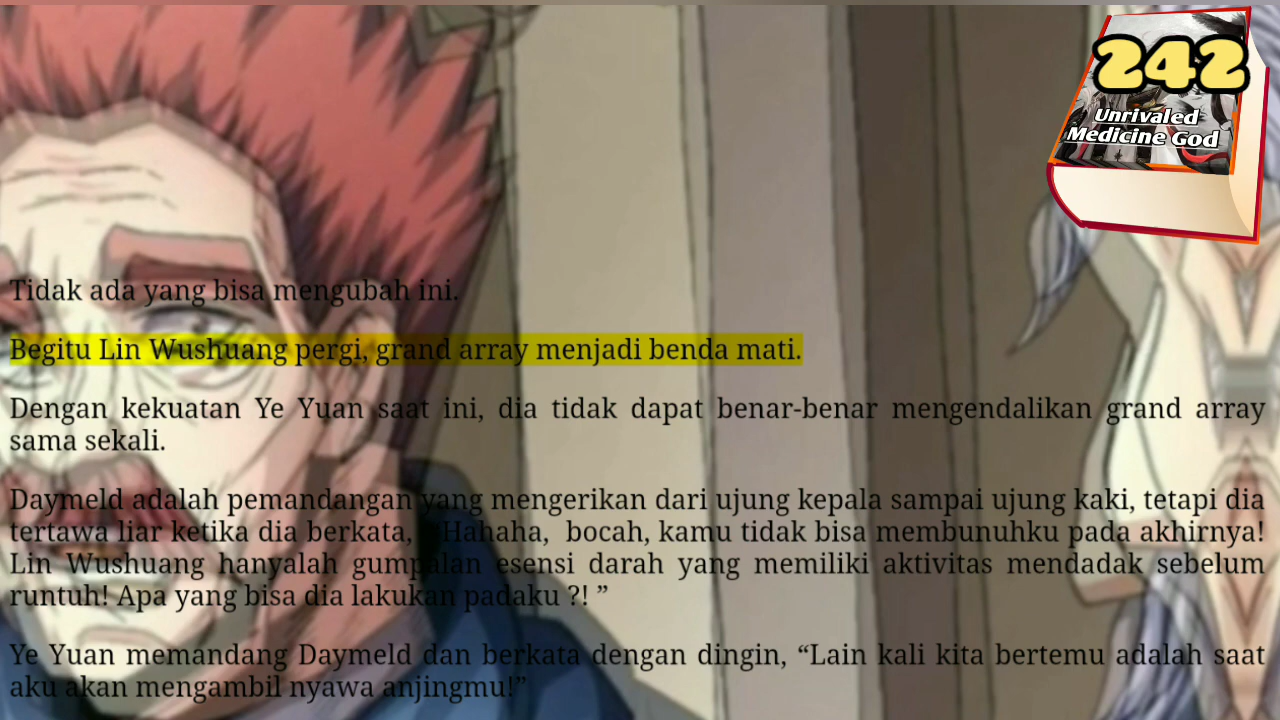 242
Unrivaled
Medicine God
Tidak ada yang bisa mengubah ini.
Begitu Lin Wushuang pergi, grand array menjadi benda mati.
Dengan kekuatan Ye Yuan saat ini, dia tidak dapat benar-benar mengendalikan grand array
sama sekali.
Daymeld adalah pemandangan yang mengerikan dari ujung kepala sampai ujung kaki, tetapi dia
tertawa liar ketika dia berkata, “Hahaha, bocah, kamu tidak bisa membunuhku pada akhirnya!
Lin Wushuang hanyalah gumpalan esensi darah yang memiliki aktivitas mendadak sebelum
runtuh! Apa yang bisa dia lakukan padaku ?! ”
Ye Yuan memandang Daymeld dan berkata dengan dingin, “Lain kali kita bertemu adalah saat
aku akan mengambil nyawa anjingmu!”